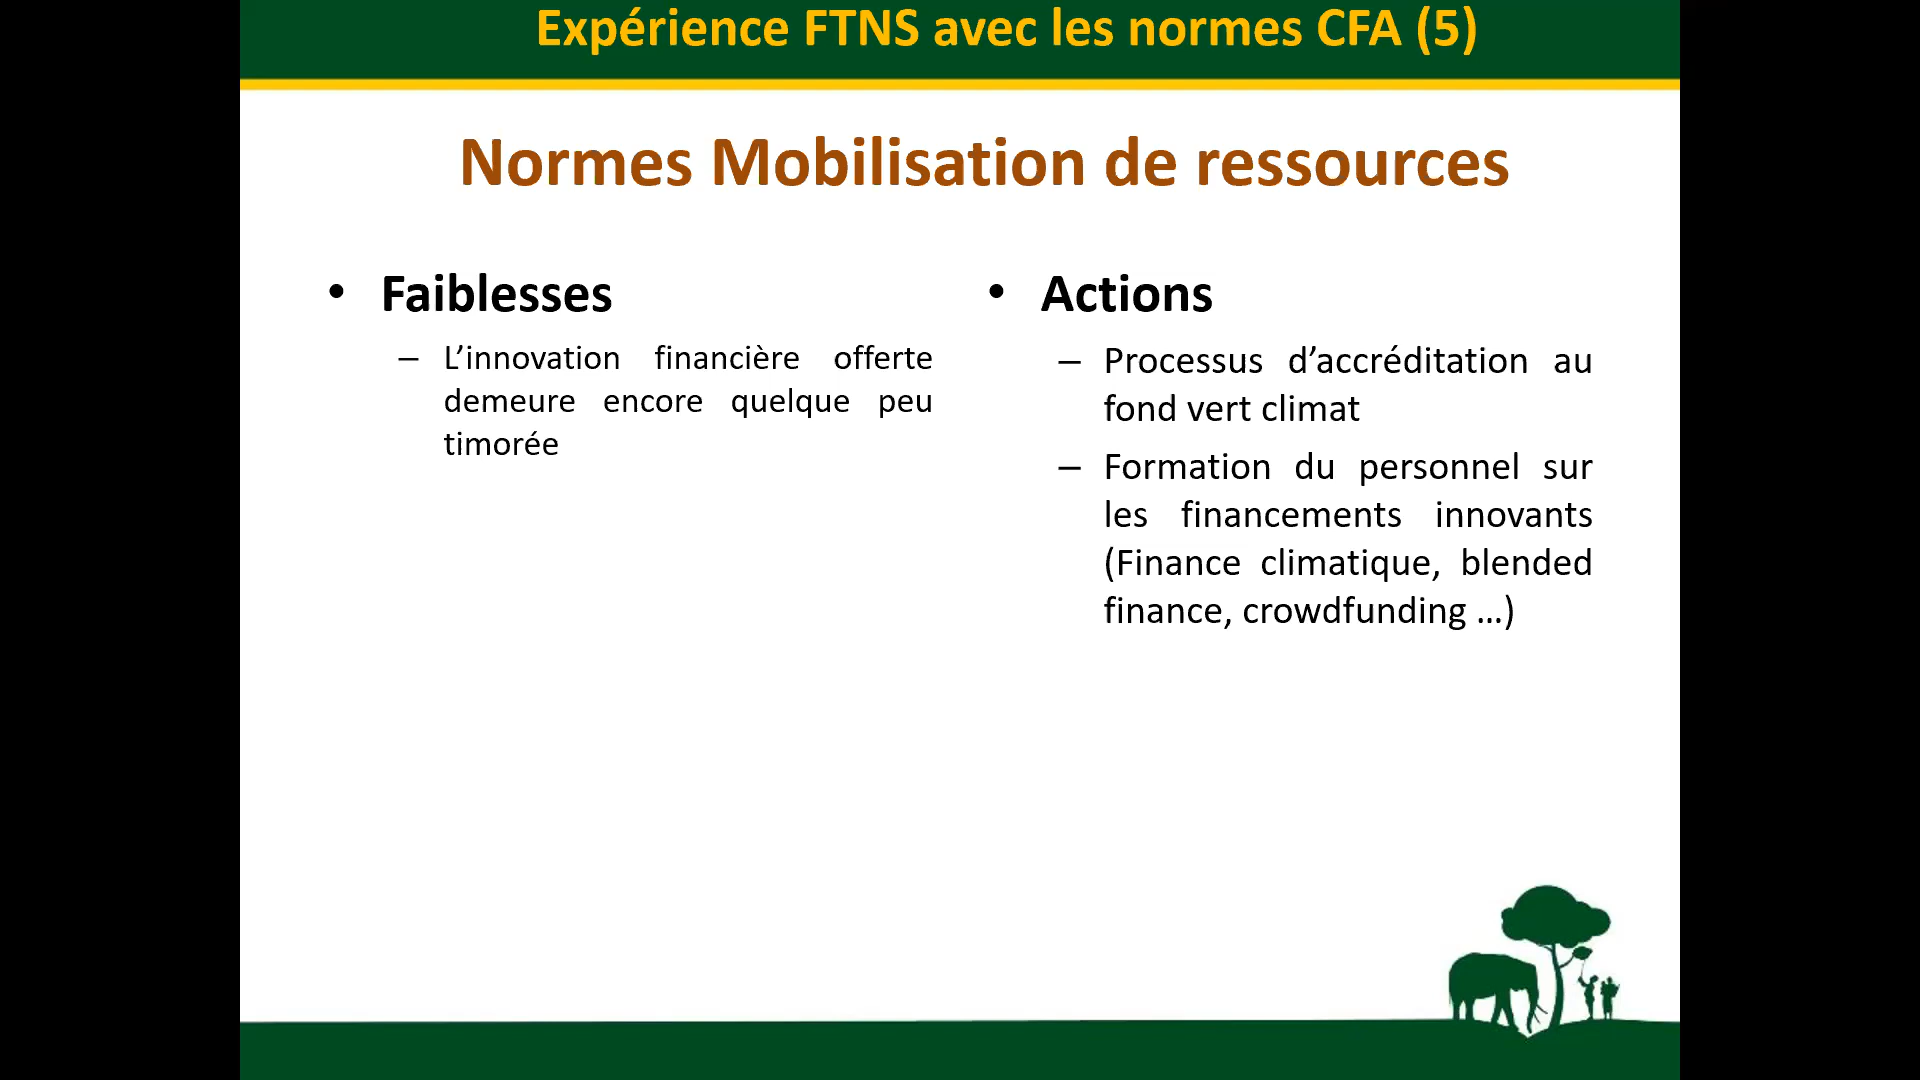 Expérience FTNS avec les normes CFA (5)
Normes Mobilisation de ressources
• Faiblesses
– L’innovation financière offerte
demeure encore quelque peu
timorée
• Actions
– Processus d’accréditation au
fond vert climat
– Formation du personnel sur
les financements innovants
(Finance climatique, blended
finance, crowdfunding …)